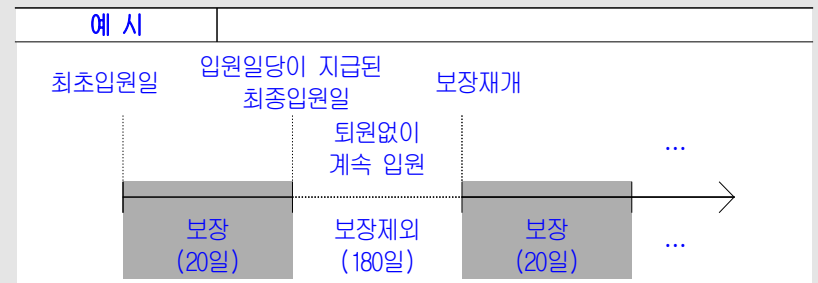 예 시
최초입원일
입원일당이 지급된
최종입원일
보장재개
퇴원없이
계속 입원
...
보장
(20일)
보장제외
(180일)
보장
(20일)
...